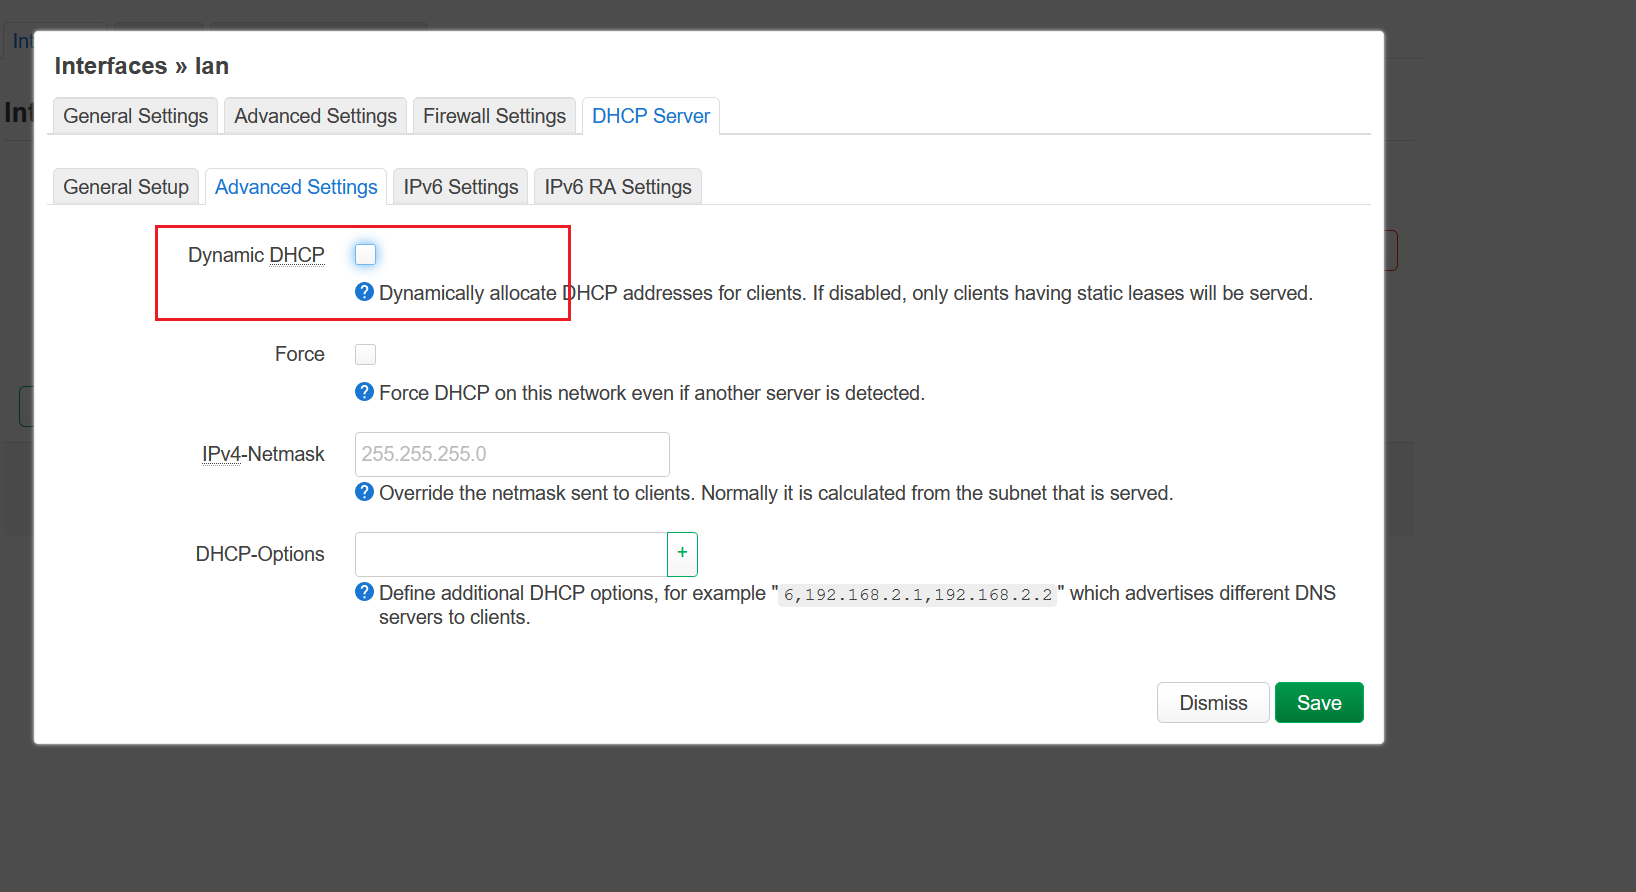 Int
Interfaces » lan
Int
General Settings Advanced Settings Firewall Settings DHCP Server
General Setup Advanced Settings IPv6 Settings IPv6 RA Settings
Dynamic DHCP
? Dynamically allocate DHCP addresses for clients. If disabled, only clients having static leases will be served.
Force
? Force DHCP on this network even if another server is detected.
IPv4-Netmask 255.255.255.0
? Override the netmask sent to clients. Normally it is calculated from the subnet that is served.
DHCP-Options +
? Define additional DHCP options, for example "6,192.168.2.1,192.168.2.2" which advertises different DNS
servers to clients.
Dismiss Save